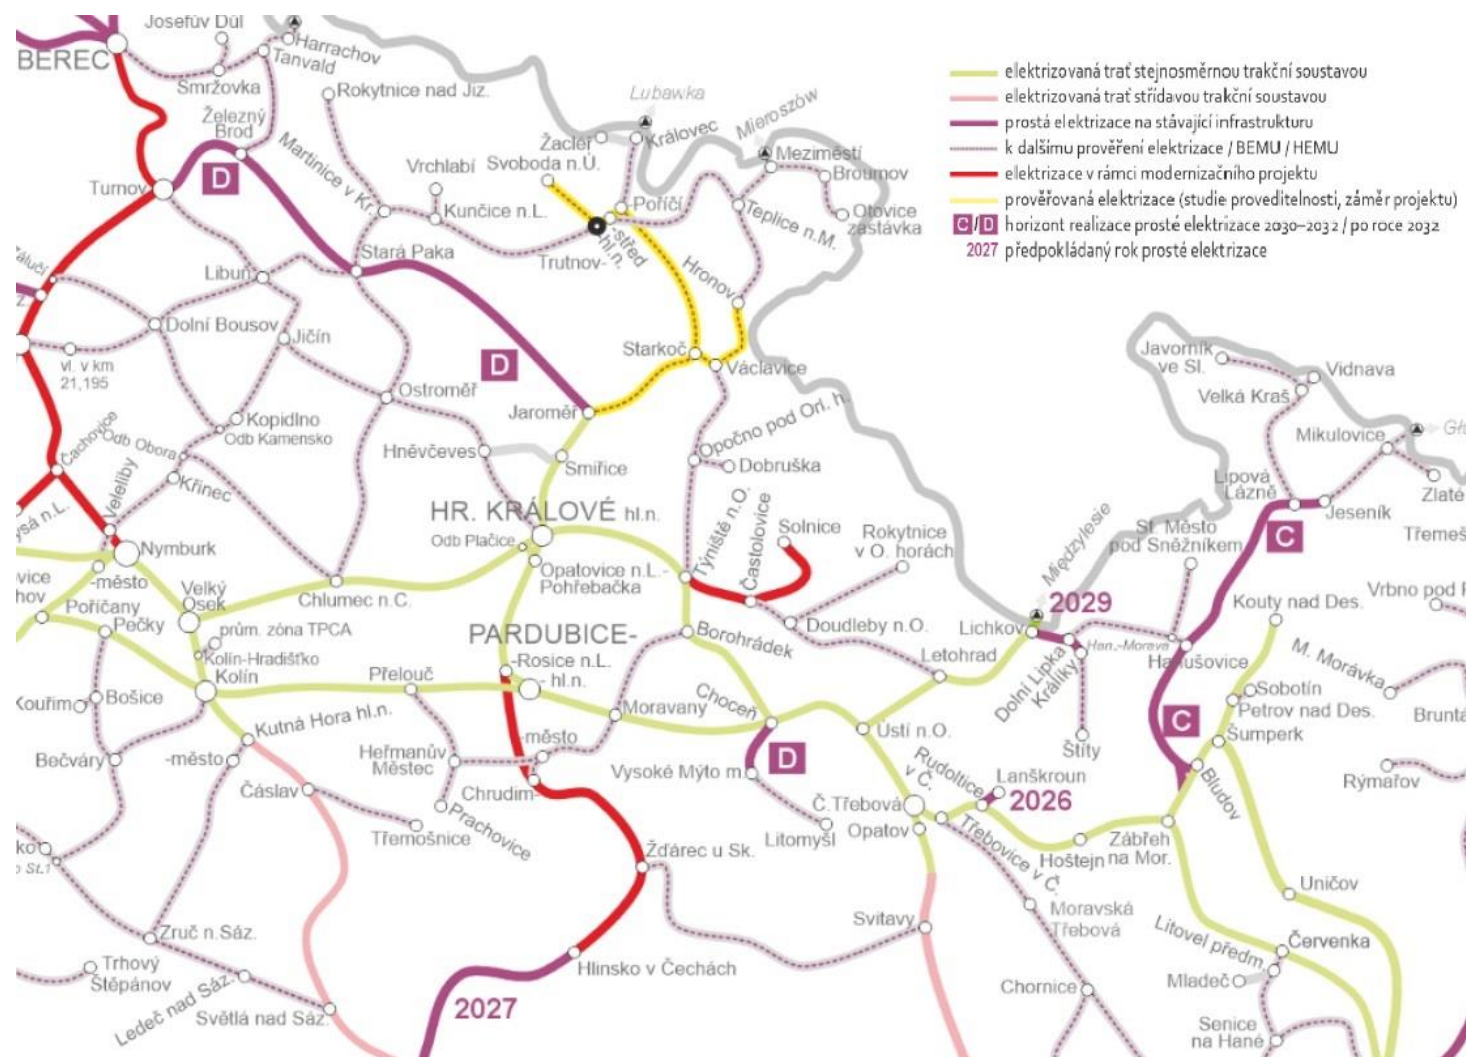 Josefův Důl
Harrachov
BEREC
Tanvald
Smržovka
Rokytnice nad Jiz.
Železný
Brod
Lubawka
Mieroszów
Žacléř
Královec
Svoboda n.Ú.
Meziměstí
Broumov
Vrchlabí
Martinice v Kr.
Turnov
D
Kunčice n.L.
-Poříčí
Otovice
zastávka
Teplice n.M.
-střed
hl.n.
Trutnov-
Stará Paka
Libuň
Hronov
elektrizovaná trať stejnosměrnou trakční soustavou
elektrizovaná trať střídavou trakční soustavou
prostá elektrizace na stávající infrastrukturu
k dalšímu prověření elektrizace / BEMU / HEMU
elektrizace v rámci modernizačního projektu
prověřovaná elektrizace (studie proveditelnosti, záměr projektu)
C/D horizont realizace prosté elektrizace 2030–2032 / po roce 2032
2027 předpokládaný rok prosté elektrizace
Dolní Bousov
Jičín
Starkoč
Václavice
D
vl. v km
21,195
Ostroměř
Jaroměř
Kopidlno
Odb Kamensko
Čachovice
Odb Obora
Hněvčeves
Smiřice
Opočno pod Orl. h.
Dobruška
Křinec
Veleliby
ysá n.L.
Javorník
ve Sl.
Vidnava
Velká Kraš
Mikulovice
Lipová
Lázně
Jeseník
Zlaté
C
HR. KRÁLOVÉ hl.n.
Odb Plačice
Týniště n.O.
Častolovice
Solnice
Rokytnice
v O. horách
Międzylesie
St. Město
pod Sněžníkem
Třemeš
Nymburk
-město
Opatovice n.L.-
Pohřebačka
Chlumec n.C.
Velký
Osek
Poříčany
Pečky
prům. zóna TPCA
Kolín-Hradišťko
Kolín
PARDUBICE-
-Rosice n.L.
- hl.n.
Borohrádek
Doudleby n.O.
Letohrad
Lichkov
2029
Dolní Lipka
Králíky
Han.-Morava
Hanušovice
Kouty nad Des.
Vrbno pod
M. Morávka
Přelouč
Bošice
Kouřim
Choceň
Moravany
Ústí n.O.
Štíty
C
Sobotín
Petrov nad Des.
Šumperk
Kutná Hora hl.n.
-město
Bečváry
Heřmanův
Městec
-město
Chrudim-
Vysoké Mýto m.
D
Rudoltice
v Č.
Lanškroun
2026
Bludov
Rýmařov
Čáslav
Třemošnice
Prachovice
Litomyšl
Č.Třebová
Opatov
Třebovice v Č.
Hoštejn
Zábřeh
na Mor.
Žďárec u Sk.
Uničov
Svitavy
Moravská
Třebová
Litovel předm.
Červenka
Zruč n.Sáz.
Trhový
Štěpánov
Ledeč nad Sáz.
Světlá nad Sáz.
Hlinsko v Čechách
2027
Chornice
Mladeč
Senice
na Hané